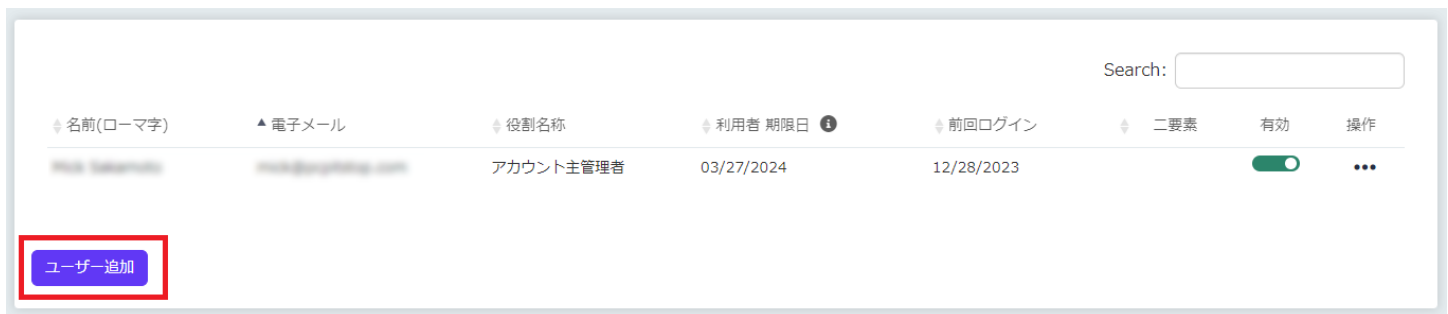 Search:
名前(ローマ字) 電子メール 役割名称 利用者 期限日 前回ログイン 二要素 有効 操作
アカウント主管理者 03/27/2024 12/28/2023
ユーザー追加